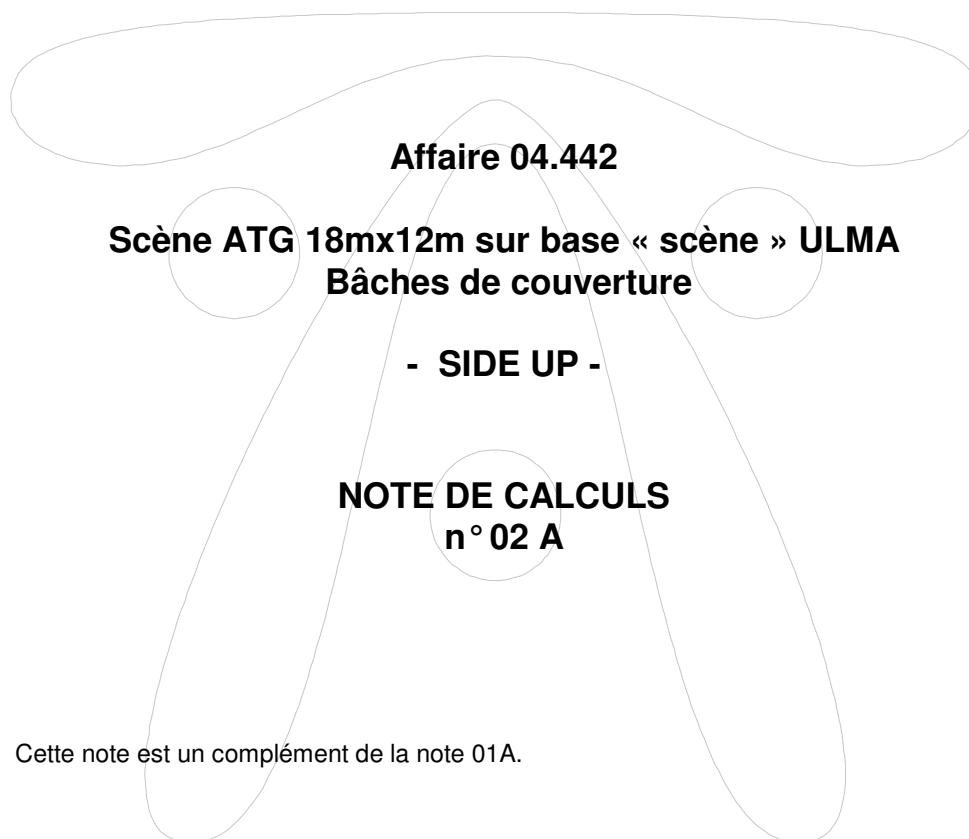 Affaire 04.442
Scène ATG 18mx12m sur base « scène » ULMA
Bâches de couverture
- SIDE UP -
NOTE DE CALCULS
n° 02 A
Cette note est un complément de la note 01A.